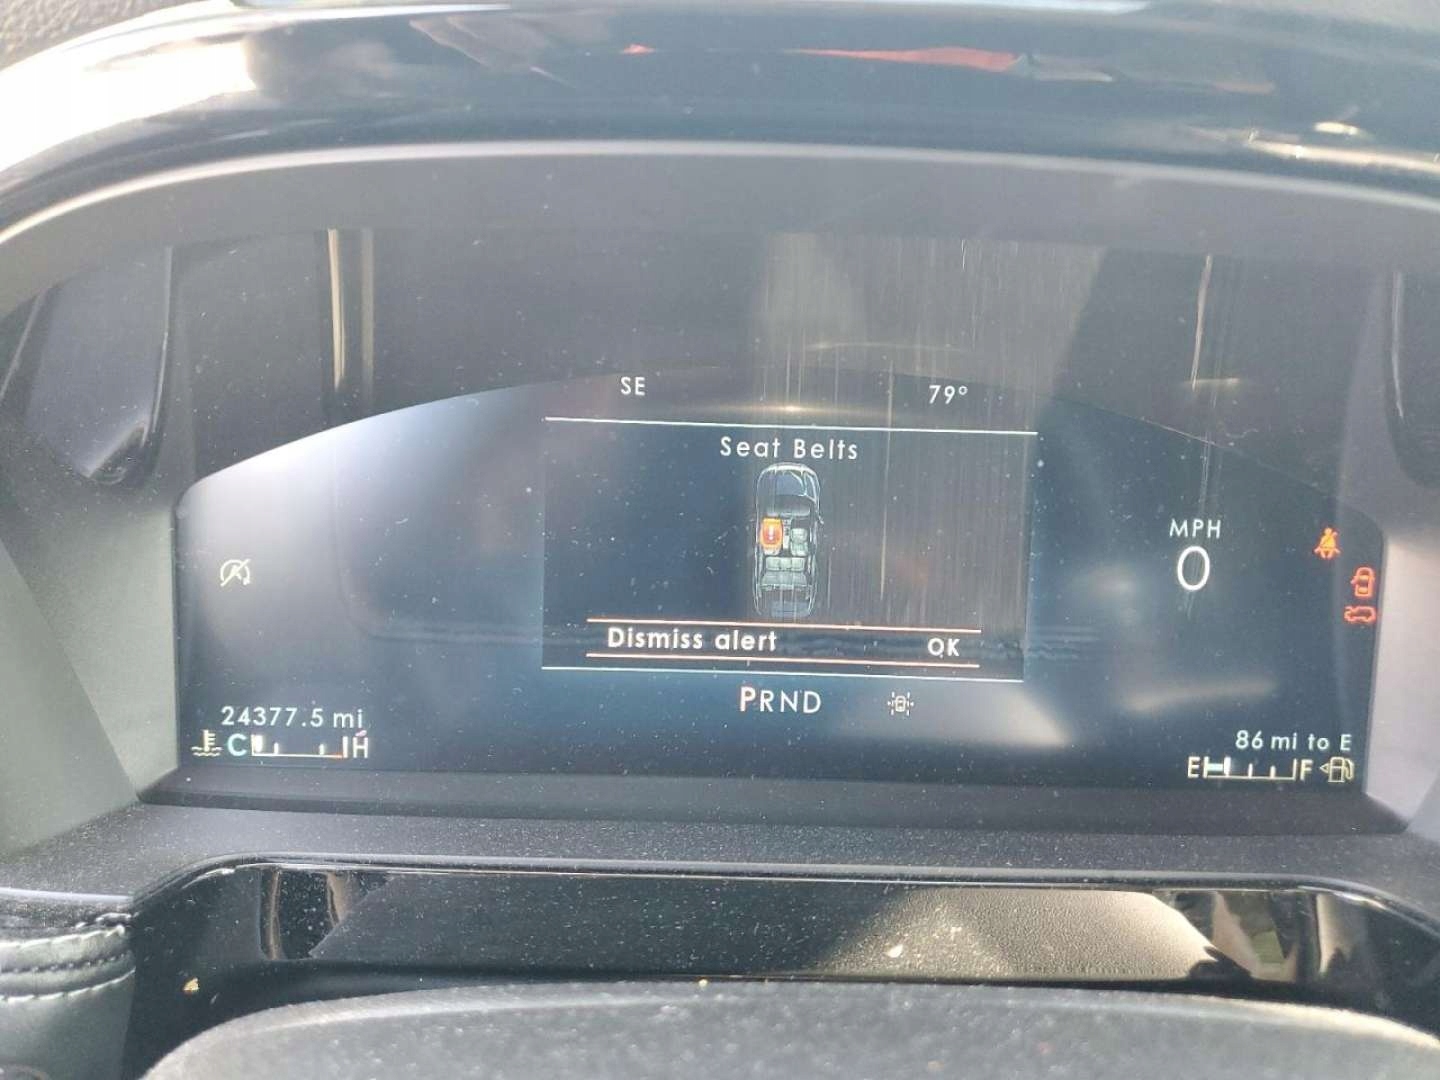 SE
79°
Seat Belts
MPH
0
Dismiss alert OK
PRND
24377.5 mi
C H
86 mi to E
E F